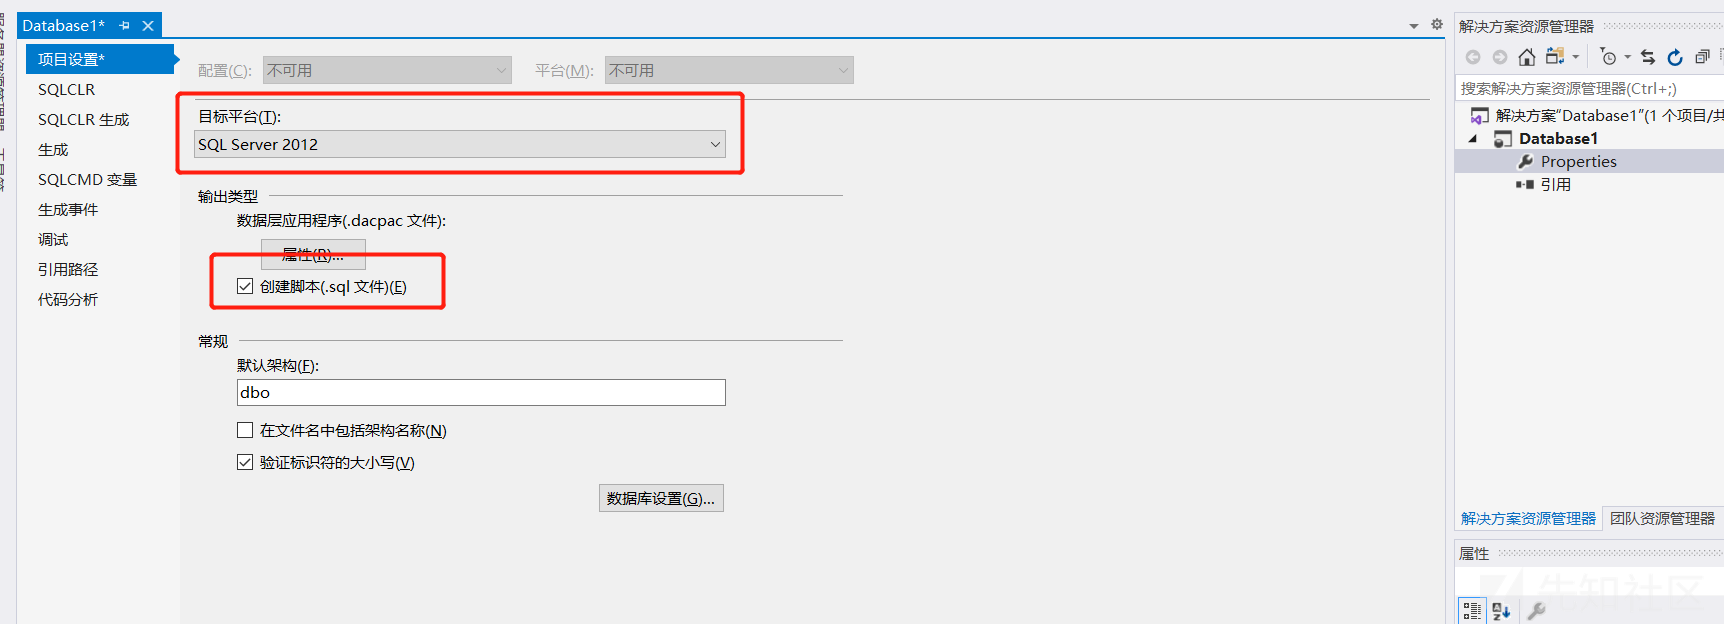 Database1*
项目设置*
SQLCLR
SQLCLR 生成
生成
SQLCMD 变量
生成事件
调试
引用路径
代码分析
配置(C): 不可用 平台(M): 不可用
目标平台(T):
SQL Server 2012
输出类型
数据层应用程序(.dacpac 文件):
属性(R)...
创建脚本(.sql 文件)(E)
常规
默认架构(F):
dbo
在文件名中包括架构名称(N)
验证标识符的大小写(V)
数据库设置(G)...
解决方案资源管理器
搜索解决方案资源管理器(Ctrl+;)
解决方案"Database1"(1 个项目/共
Database1
Properties
引用
解决方案资源管理器 团队资源管理器
属性
先知社区